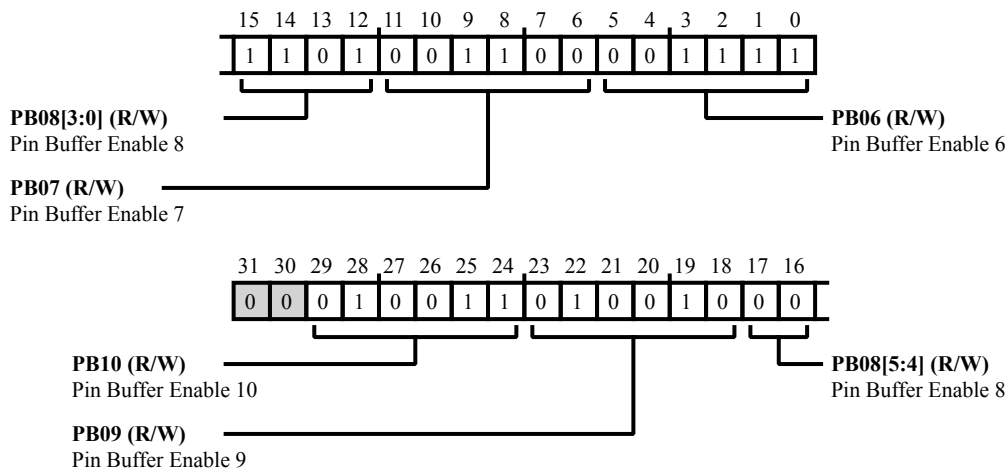 15 14 13 12 11 10 9 8 7 6 5 4 3 2 1 0
1 1 0 1 0 0 1 1 0 0 0 0 1 1 1 1
PB08[3:0] (R/W)
Pin Buffer Enable 8
PB06 (R/W)
Pin Buffer Enable 6
PB07 (R/W)
Pin Buffer Enable 7
31 30 29 28 27 26 25 24 23 22 21 20 19 18 17 16
0 0 0 1 0 0 1 1 0 1 0 0 1 0 0 0
PB10 (R/W)
Pin Buffer Enable 10
PB08[5:4] (R/W)
Pin Buffer Enable 8
PB09 (R/W)
Pin Buffer Enable 9